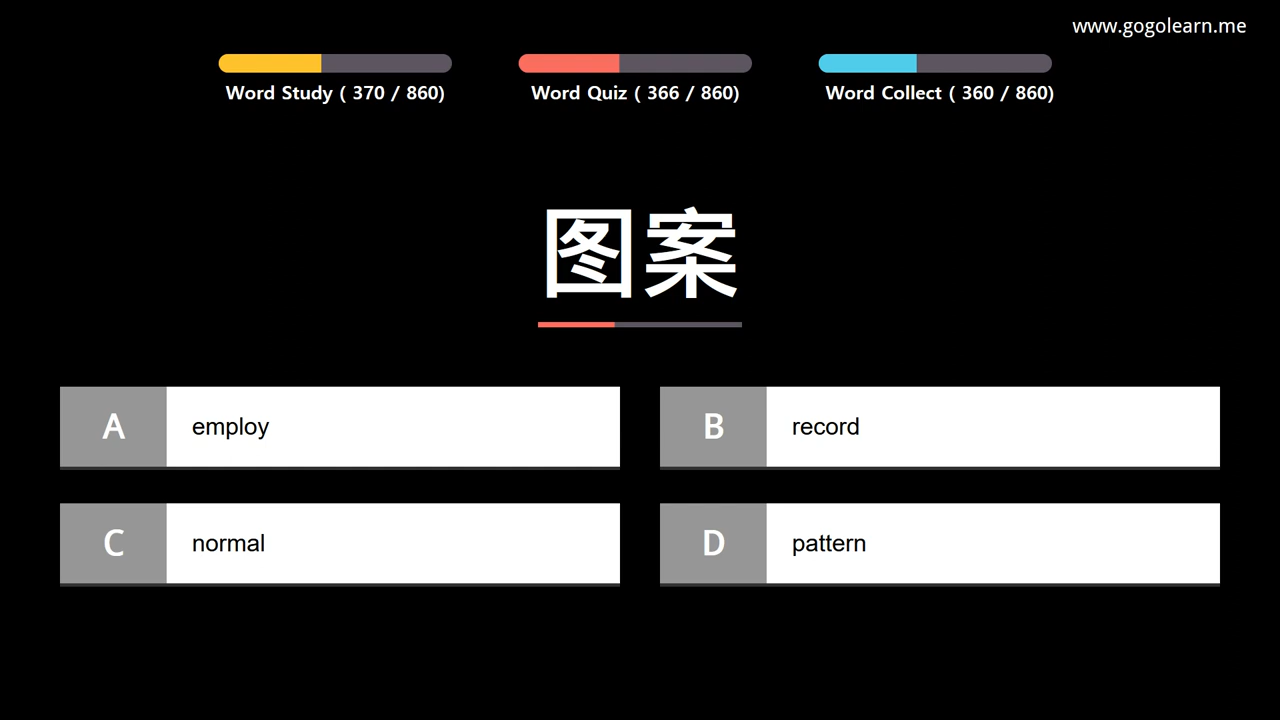 www.gogolearn.me
Word Study ( 370 / 860)
Word Quiz ( 366 / 860)
Word Collect ( 360 / 860)
图案
A employ
B record
C normal
D pattern